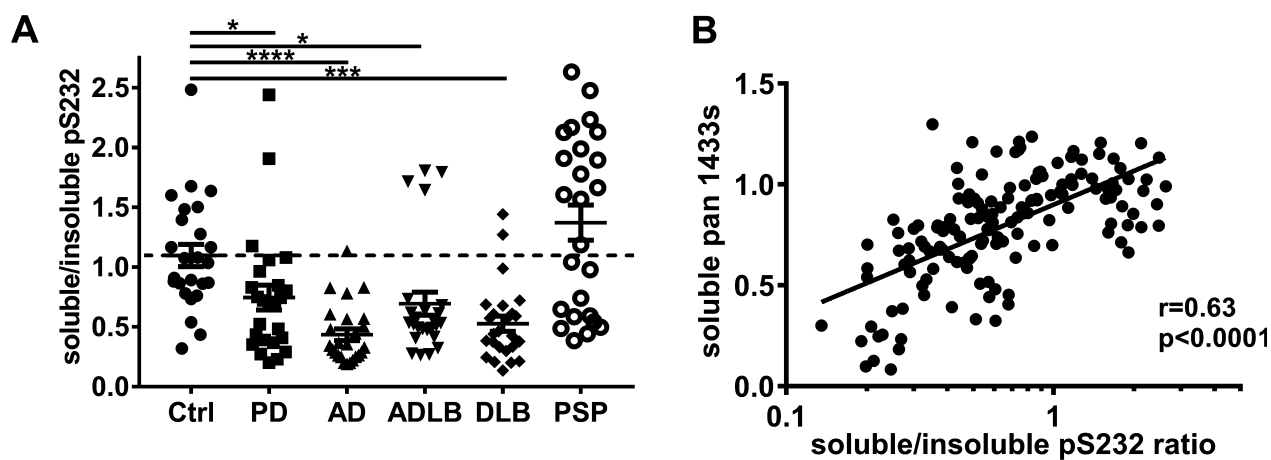 A
*
*
****
***
soluble/insoluble pS232
2.5
2.0
1.5
1.0
0.5
0.0
Ctrl PD AD ADLB DLB PSP
B
soluble pan 1433s
1.5
1.0
0.5
0.0
r=0.63
p<0.0001
0.1 1
soluble/insoluble pS232 ratio